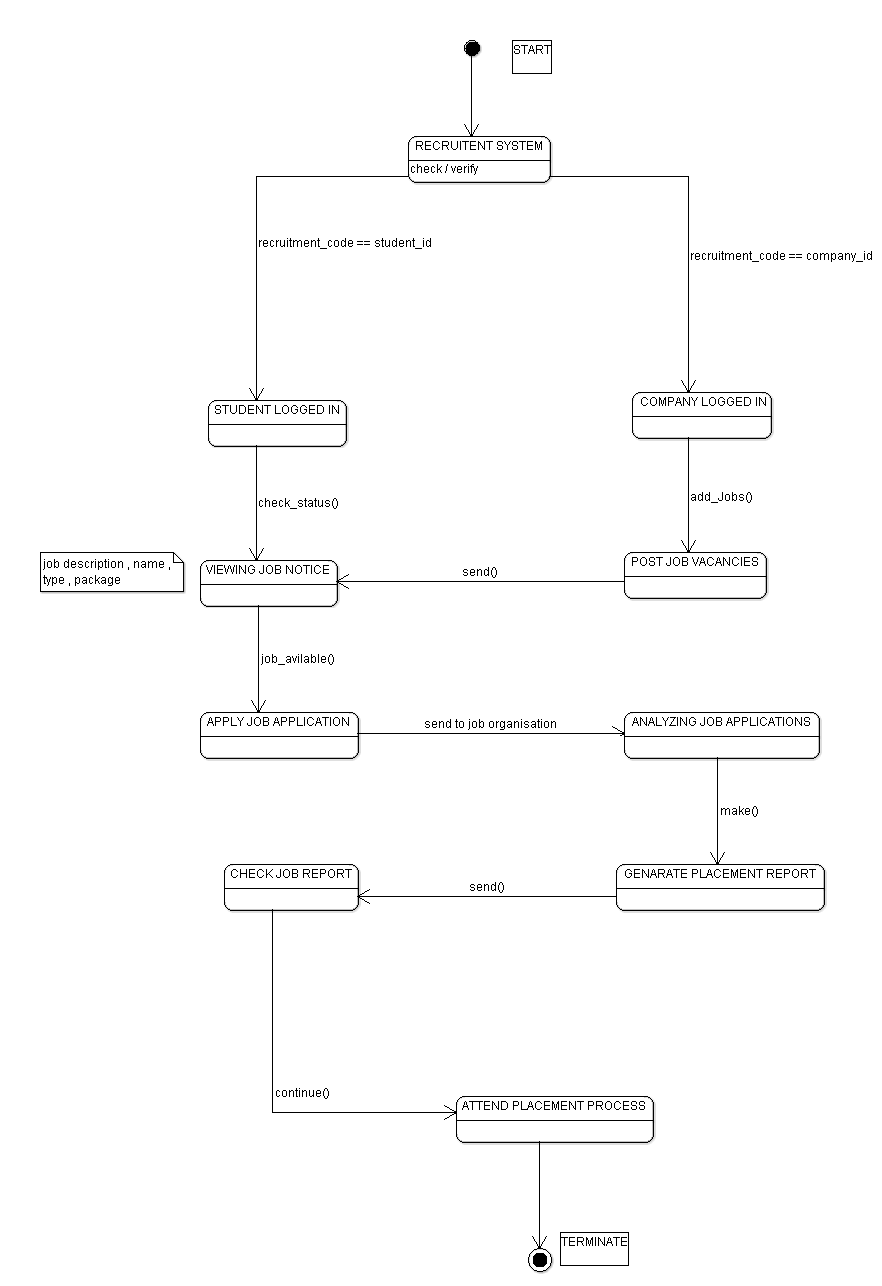 START
RECRUITENT SYSTEM
check / verify
recruitment_code == student_id
recruitment_code == company_id
STUDENT LOGGED IN
COMPANY LOGGED IN
check_status()
add_Jobs()
job description , name ,
type , package
VIEWING JOB NOTICE
send()
POST JOB VACANCIES
job_avilable()
APPLY JOB APPLICATION
send to job organisation
ANALYZING JOB APPLICATIONS
make()
CHECK JOB REPORT
send()
GENARATE PLACEMENT REPORT
continue()
ATTEND PLACEMENT PROCESS
TERMINATE